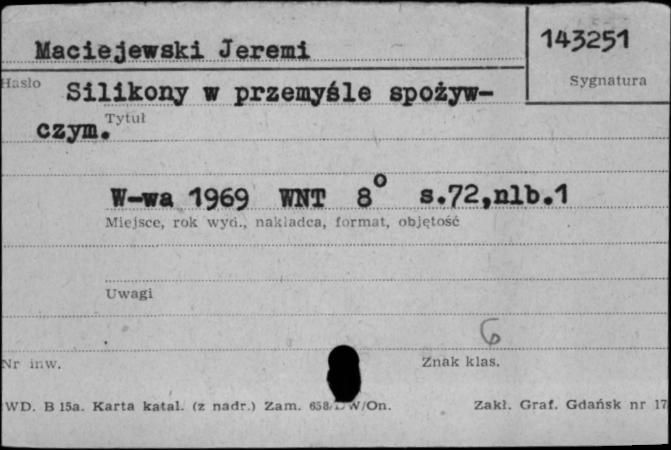 Maciejewski Jeremi
143251
Hasło
Sygnatura
Silikony w przemyśle spożyw-
Tytuł
czym.
W-wa 1969 WNT 8° s.72,nlb.1
Miejsce, rok wyd., nakładca, format, objętość
Uwagi
6
Nr inw.
Znak klas.
WD. B 15a. Karta katal. (z nadr.) Zam. W/On.
Zakł. Graf. Gdańsk nr 17